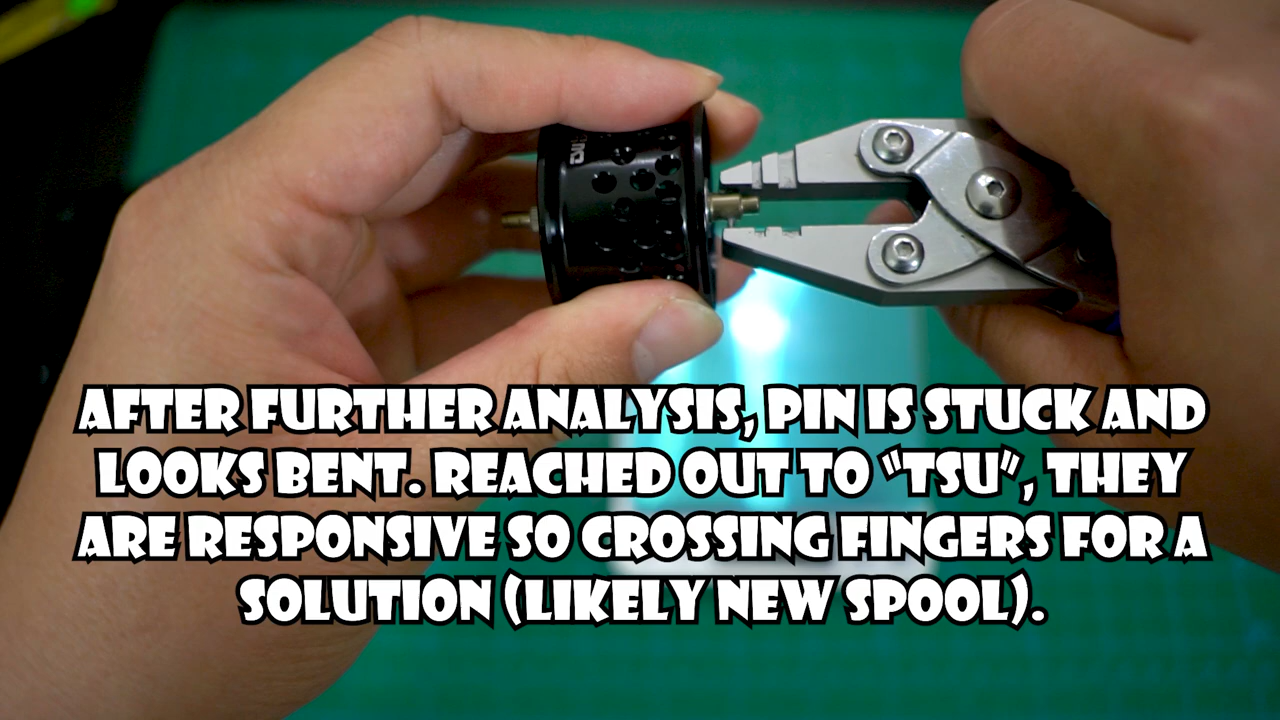 AFTER FURTHER ANALYSIS, PIN IS STUCK AND
LOOKS BENT. REACHED OUT TO "TSU", THEY
ARE RESPONSIVE SO CROSSING FINGERS FOR A
SOLUTION (LIKELY NEW SPOOL).